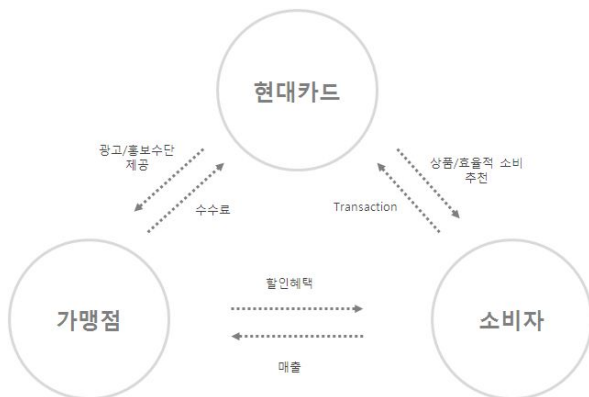 현대카드
광고/홍보수단
제공
상품/효율적 소비
추천
수수료
Transaction
할인혜택
가맹점
소비자
매출